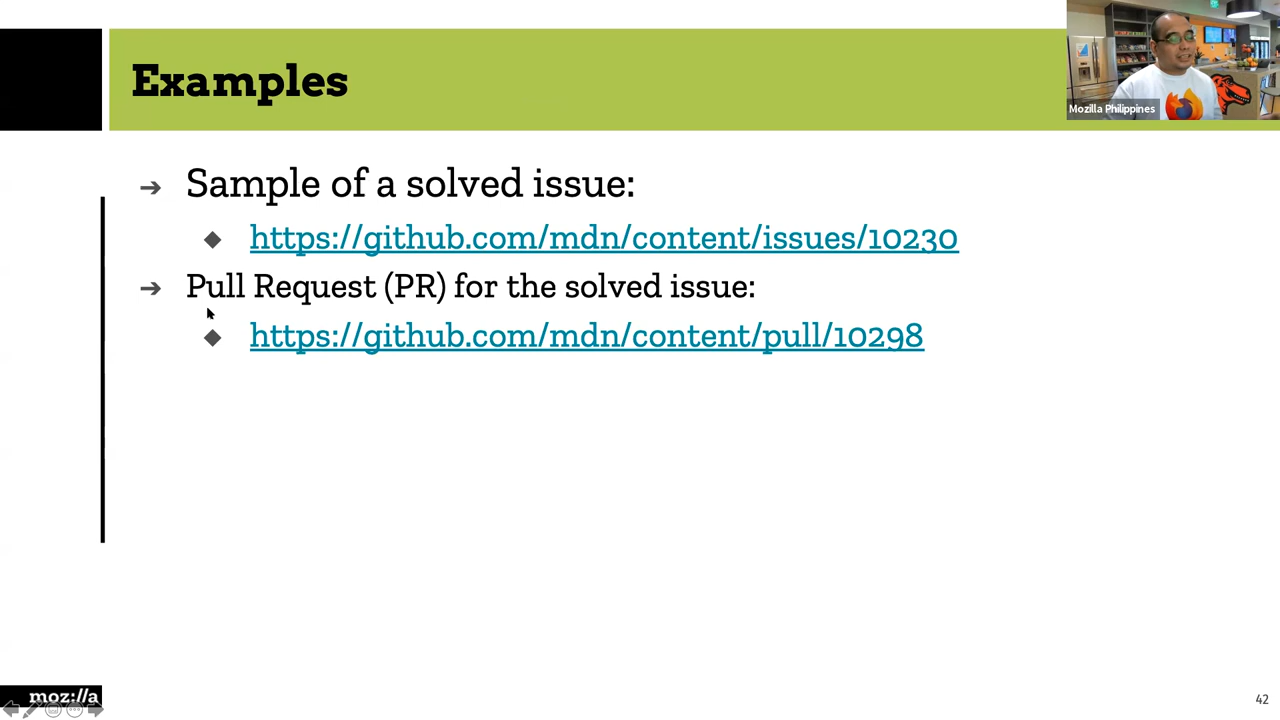 Examples
Mozilla Philippines
➔ Sample of a solved issue:
◆ https://github.com/mdn/content/issues/10230
➔ Pull Request (PR) for the solved issue:
◆ https://github.com/mdn/content/pull/10298
moz://a
42